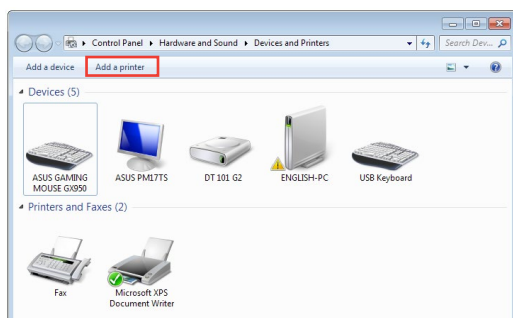 Control Panel Hardware and Sound Devices and Printers
Search Dev...
Add a device Add a printer
Devices (5)
ASUS GAMING
MOUSE GX950
ASUS PM17TS
DT 101 G2
ENGLISH-PC
USB Keyboard
Printers and Faxes (2)
Fax
Microsoft XPS
Document Writer